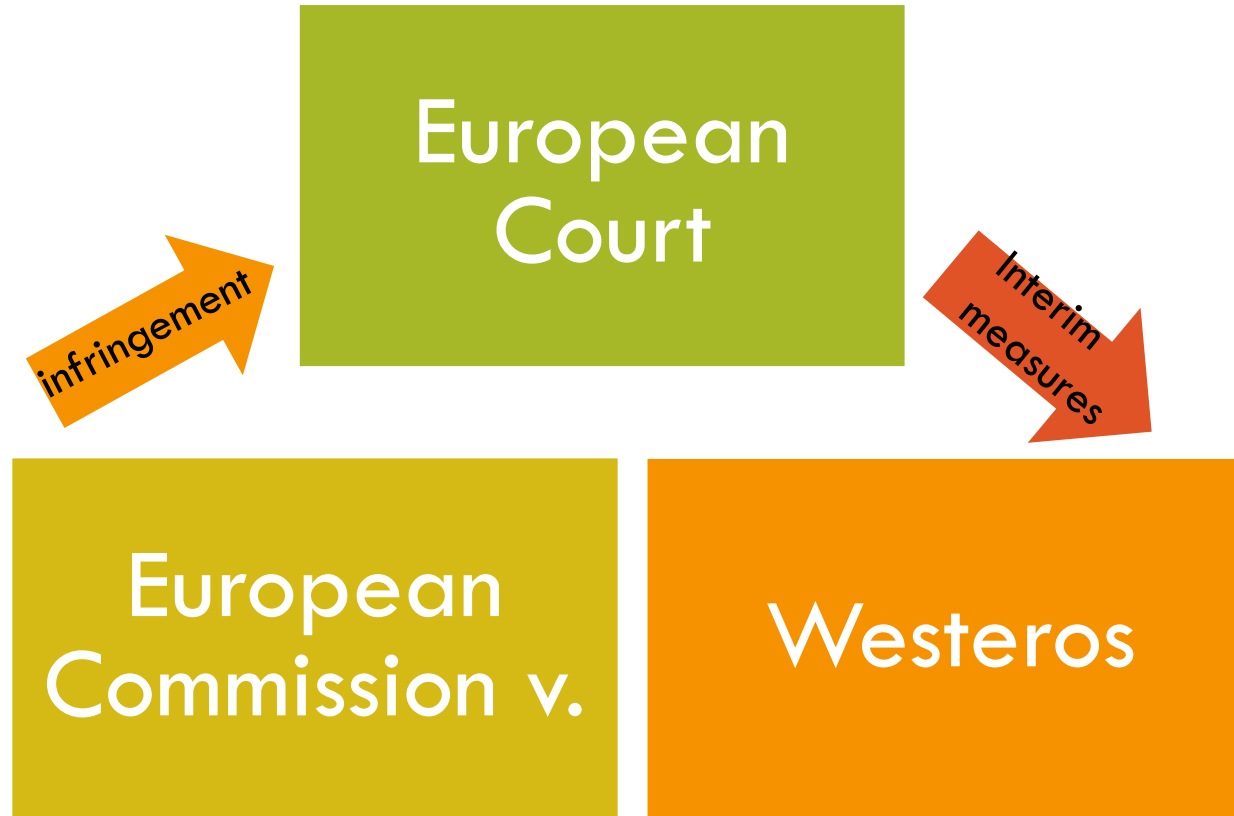 European
Court
infringement
Interim
measures
European
Commission v.
Westeros